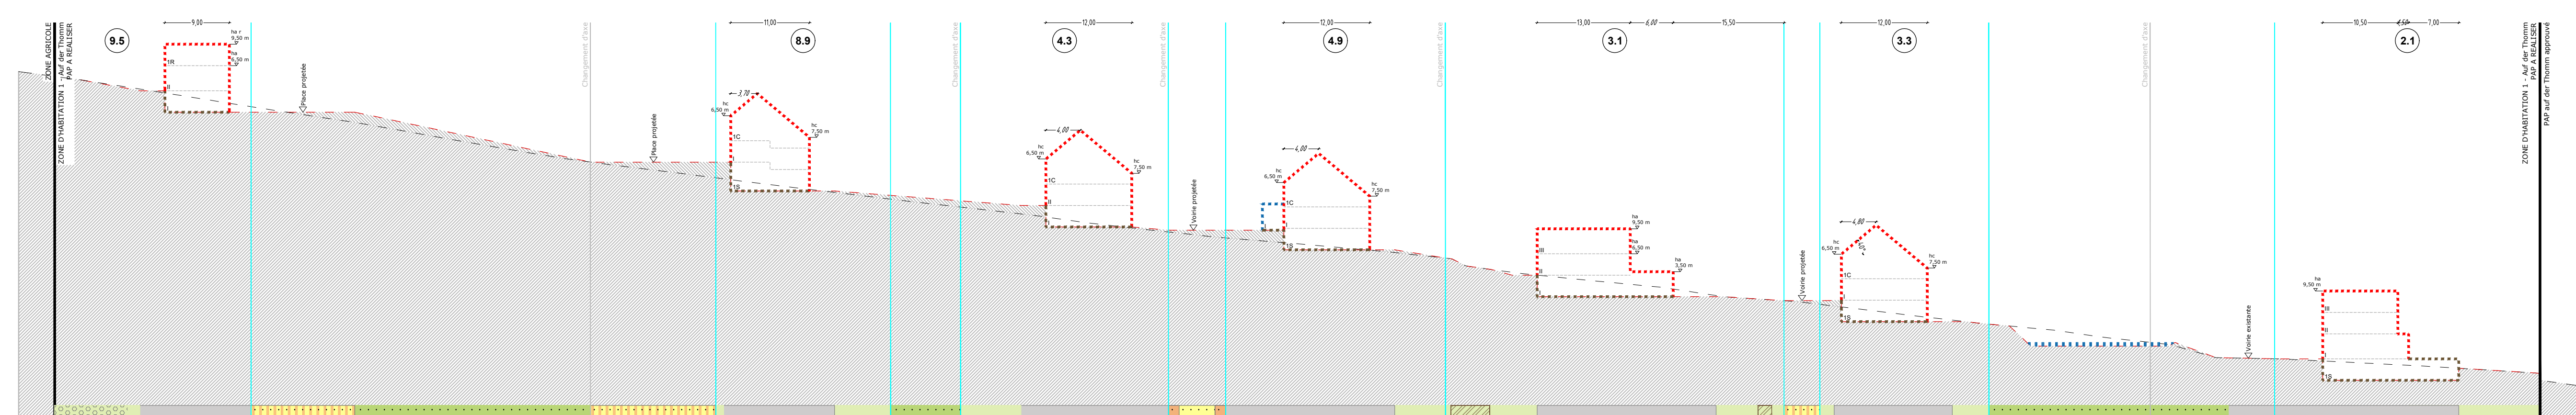 ZONE AGRICOLE
ZONE D'HABITATION 1 - Auf der Thomm
PAP A REALISER
9.5
9,00
ha r
9,50 m
ha
6,50 m
1R
II
I
Place projetée
Changement d'axe
Place projetée
11,00
8.9
3,70
hc
6,50 m
hc
7,50 m
1C
I
1S
Changement d'axe
12,00
4.3
4,00
hc
6,50 m
hc
7,50 m
1C
II
I
Changement d'axe
Voirie projetée
12,00
4.9
4,00
hc
6,50 m
hc
7,50 m
1C
I
I
1S
Changement d'axe
13,00
6,00
15,50
3.1
ha
9,50 m
ha
6,50 m
ha
3,50 m
III
II
I
Voirie projetée
12,00
3.3
4,80
hc
6,50 m
hc
7,50 m
1C
I
1S
Changement d'axe
Voirie existante
10,50
7,00
2.1
ha
9,50 m
III
II
I
1S
ZONE D'HABITATION 1 - Auf der Thomm
PAP A REALISER
PAP auf der Thomm approuvé